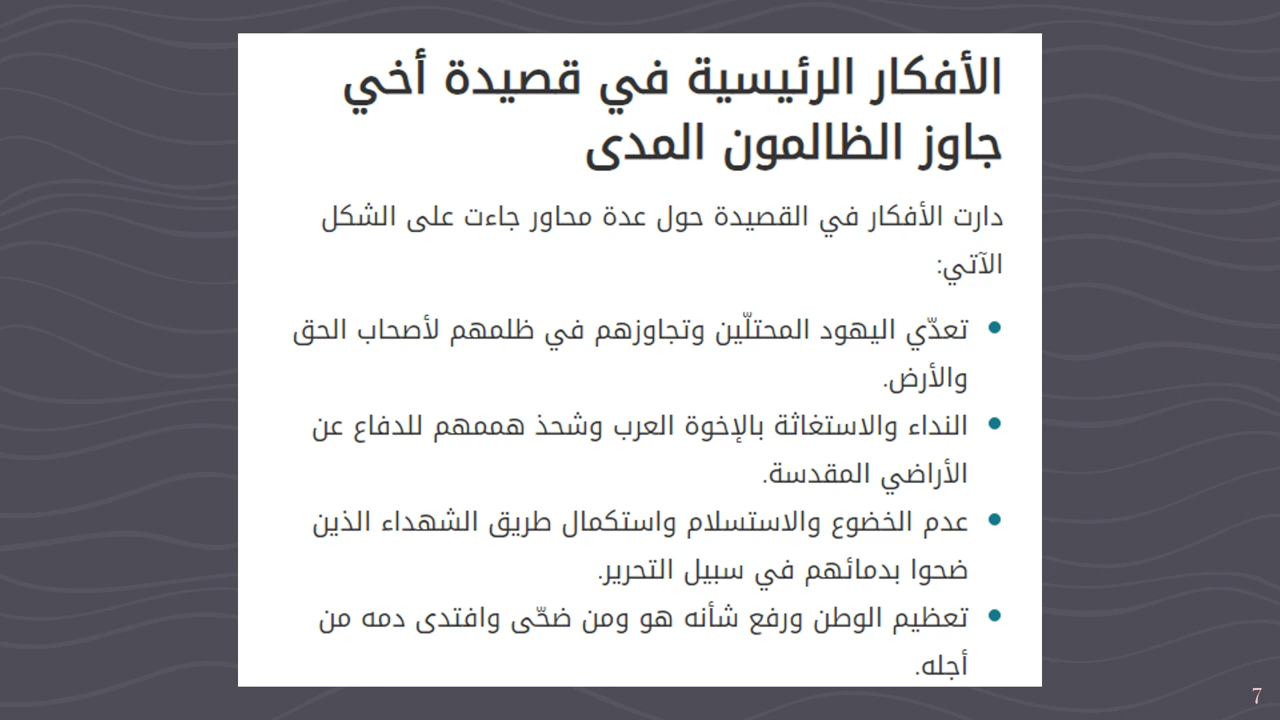 الأفكار الرئيسية في قصيدة أخي
جاوز الظالمون المدى
دارت الأفكار في القصيدة حول عدة محاور جاءت على الشكل
الآتي:
• تعدّي اليهود المحتلّين وتجاوزهم في ظلمهم لأصحاب الحق
والأرض.
• النداء والاستغاثة بالإخوة العرب وشحذ هممهم للدفاع عن
الأراضي المقدسة.
• عدم الخضوع والاستسلام واستكمال طريق الشهداء الذين
ضحوا بدمائهم في سبيل التحرير.
• تعظيم الوطن ورفع شأنه هو ومن ضحّى وافتدى دمه من
أجله.
7